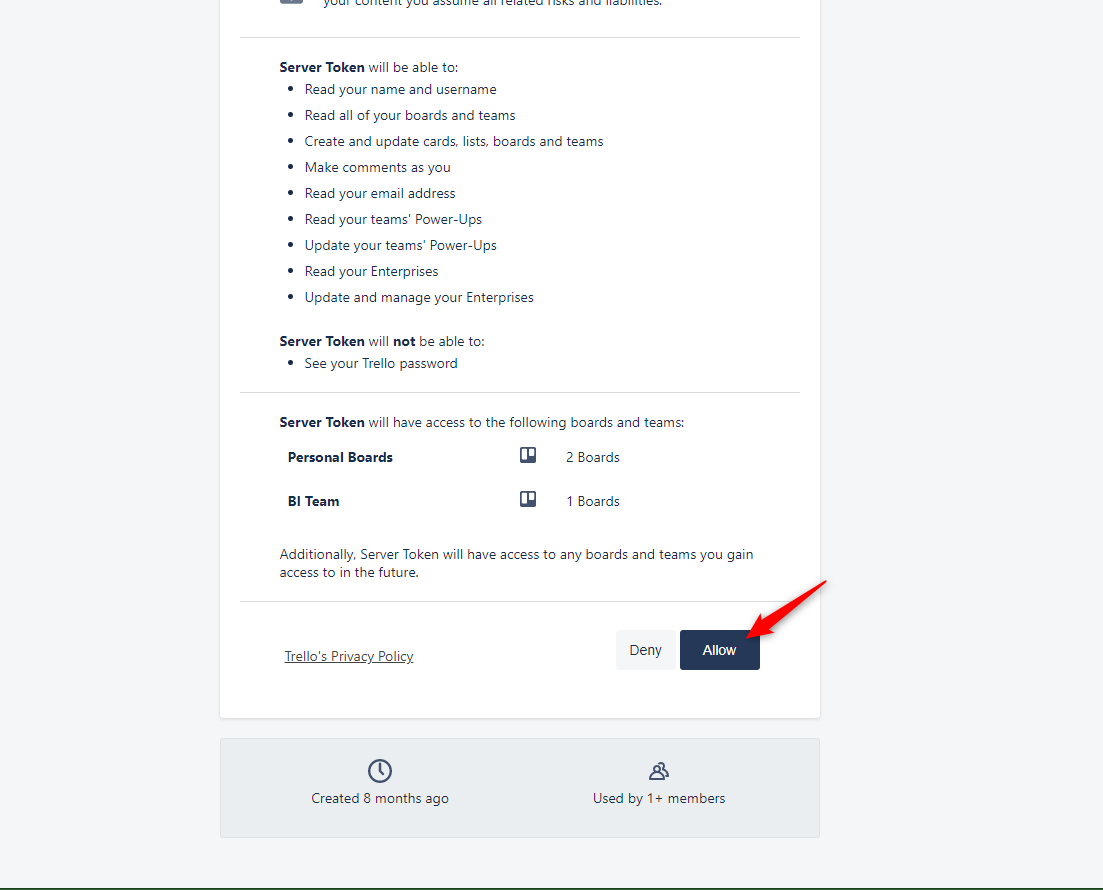 your content you assume all related risks and liabilities.
Server Token will be able to:
Read your name and username
Read all of your boards and teams
Create and update cards, lists, boards and teams
Make comments as you
Read your email address
Read your teams' Power-Ups
Update your teams' Power-Ups
Read your Enterprises
Update and manage your Enterprises
Server Token will not be able to:
See your Trello password
Server Token will have access to the following boards and teams:
Personal Boards 2 Boards
BI Team 1 Boards
Additionally, Server Token will have access to any boards and teams you gain
access to in the future.
Trello's Privacy Policy Deny Allow
Created 8 months ago Used by 1+ members